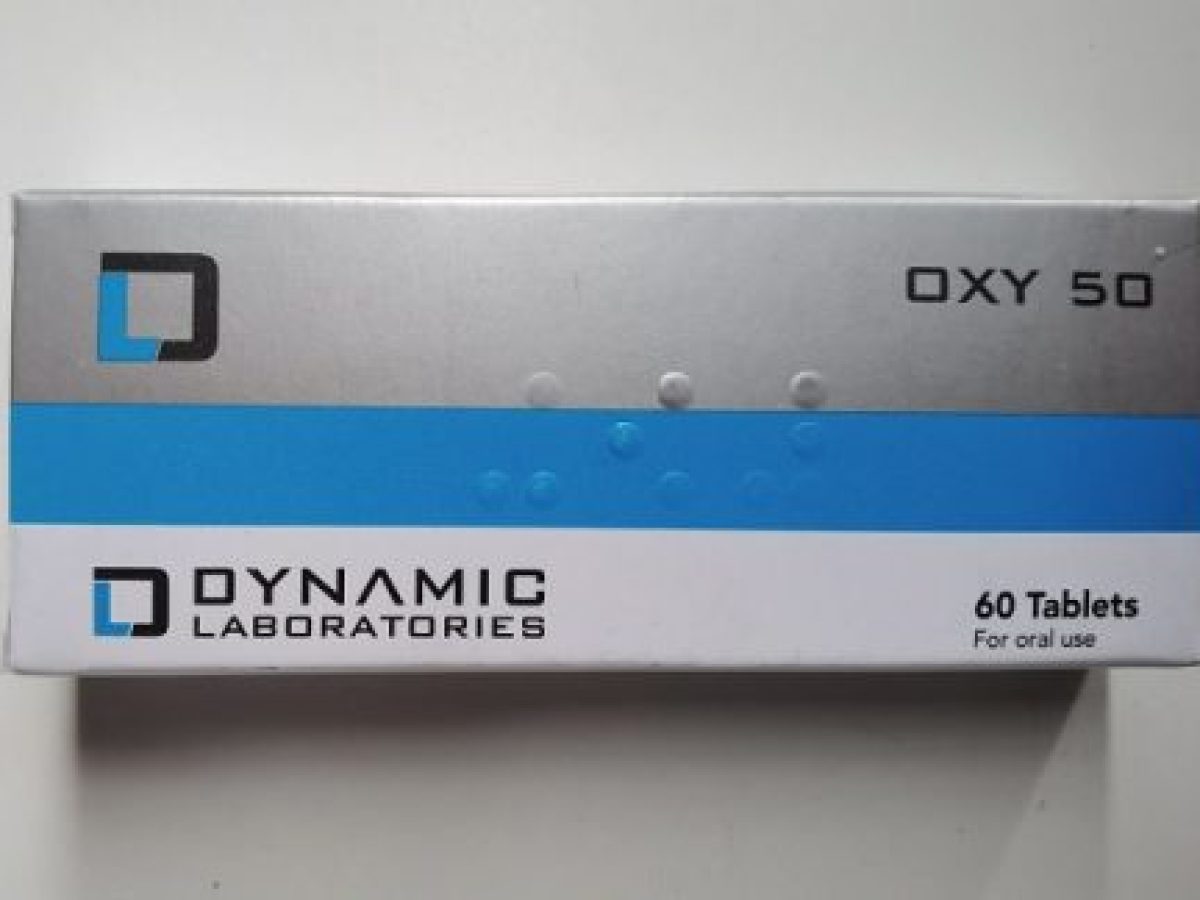 OXY 50
DYNAMIC
LABORATORIES
60 Tablets
For oral use